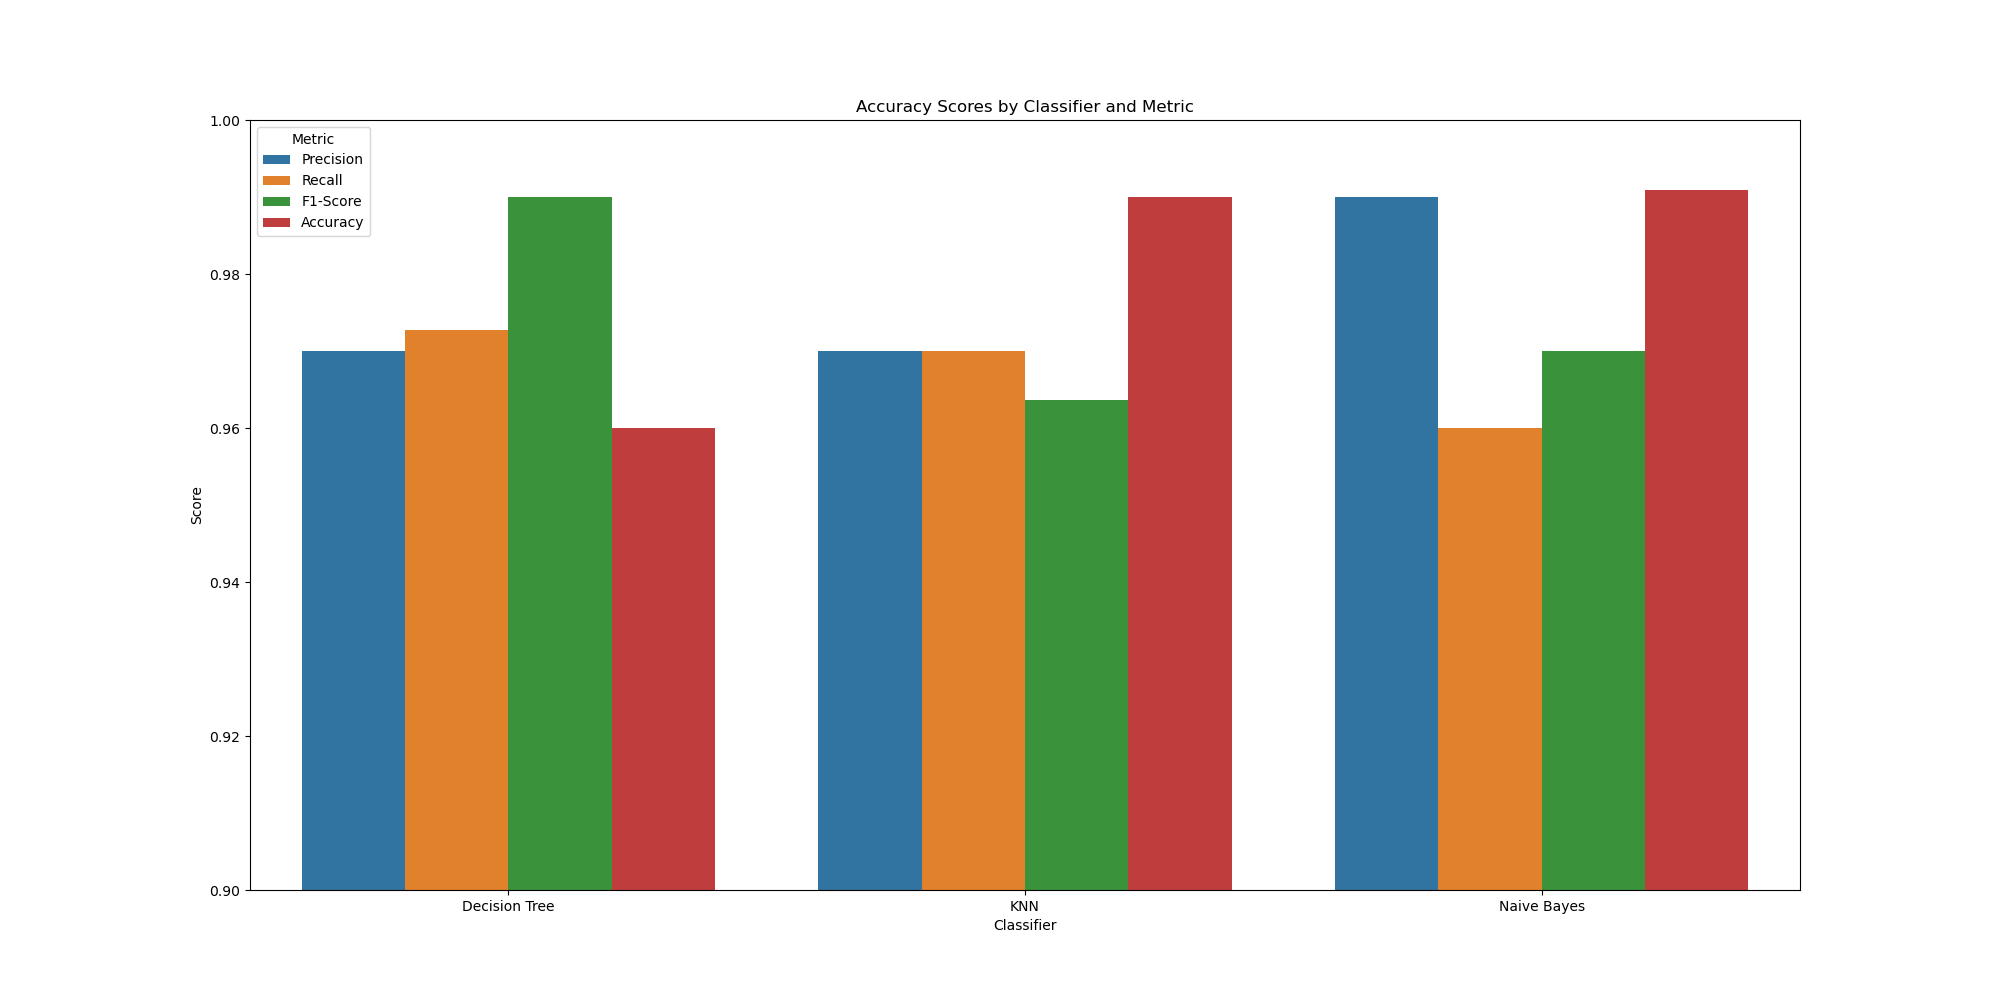 Accuracy Scores by Classifier and Metric
Metric
Precision
Recall
F1-Score
Accuracy
1.00
0.98
0.96
0.94
0.92
0.90
Score
Decision Tree
KNN
Naive Bayes
Classifier